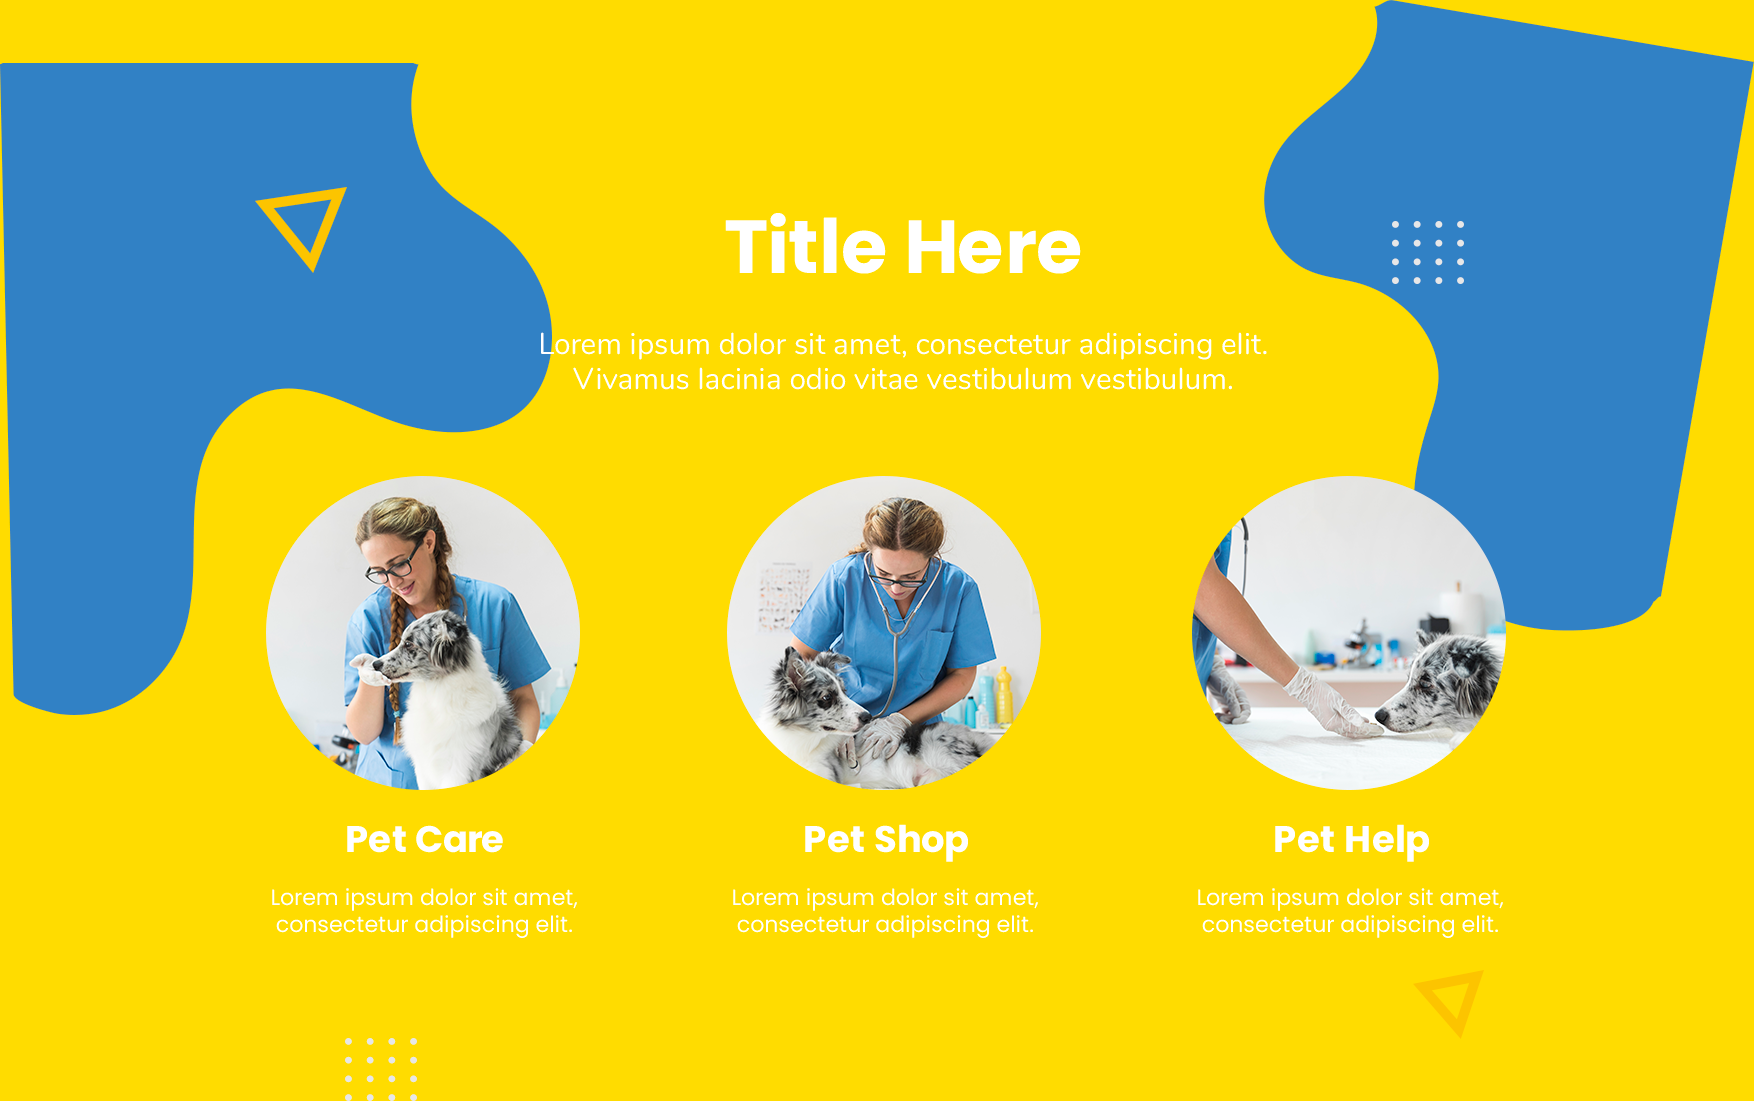 Title Here
Lorem ipsum dolor sit amet, consectetur adipiscing elit.
Vivamus lacinia odio vitae vestibulum vestibulum.
Pet Care
Lorem ipsum dolor sit amet,
consectetur adipiscing elit.
Pet Shop
Lorem ipsum dolor sit amet,
consectetur adipiscing elit.
Pet Help
Lorem ipsum dolor sit amet,
consectetur adipiscing elit.